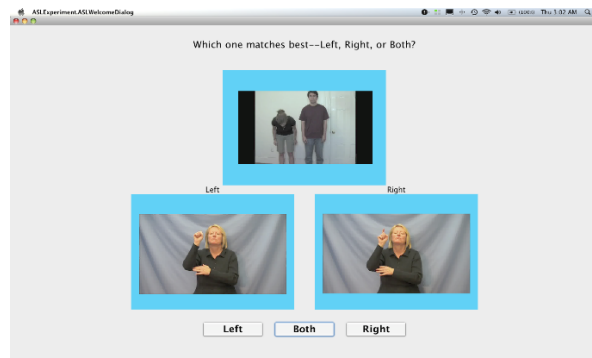 ASLExperiment.ASLWelcomeDialog
Thu 1:02 AM
Which one matches best--Left, Right, or Both?
Left
Right
Left
Both
Right